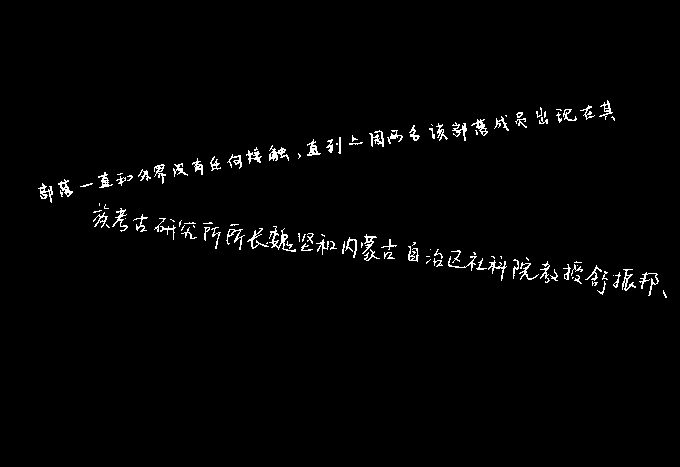 部落一直和外界没有任何接触,直到上周两名该部落成员出现在其
族考古研究所所长魏坚和内蒙古自治区社科院教授舒振邦、